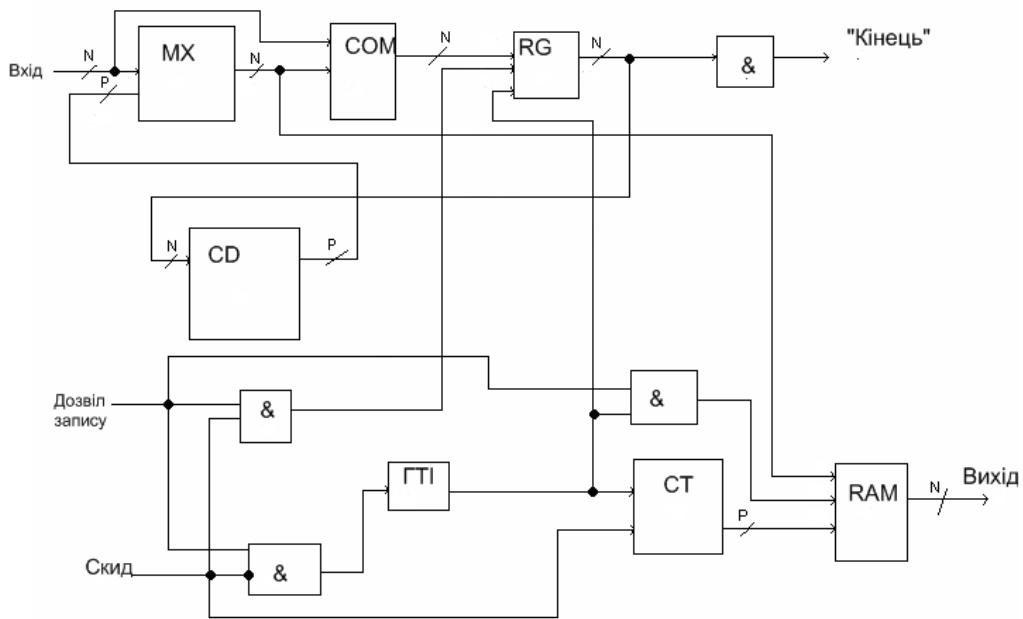 "Кінець"
MX
COM
RG
&
N
N
N
N
Вхід
P
N
CD
P
Дозвіл
запису
&
&
ГТІ
CT
RAM
Вихід
N
P
Скид
&